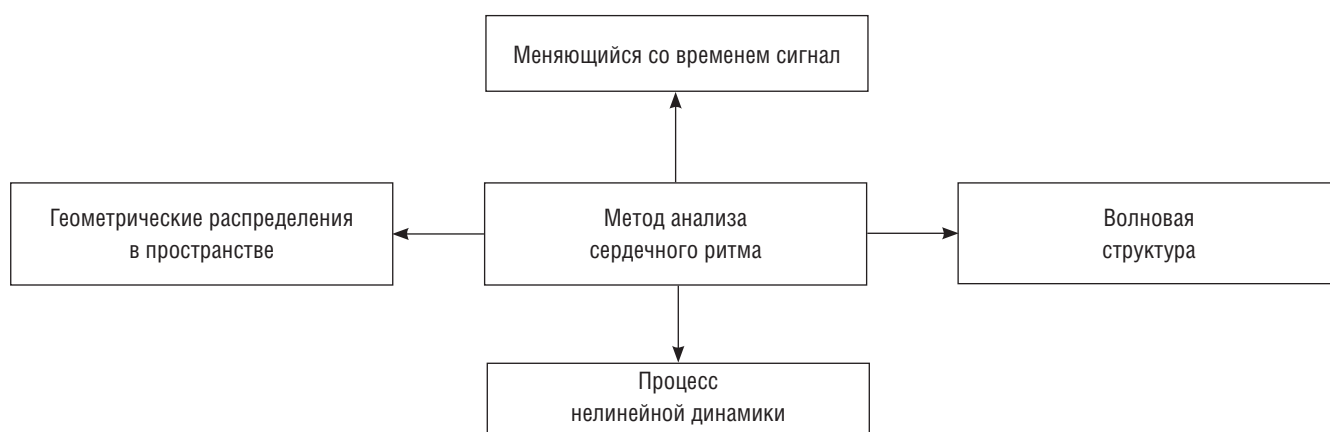 Меняющийся со временем сигнал
Геометрические распределения
в пространстве
Метод анализа
сердечного ритма
Волновая
структура
Процесс
нелинейной динамики